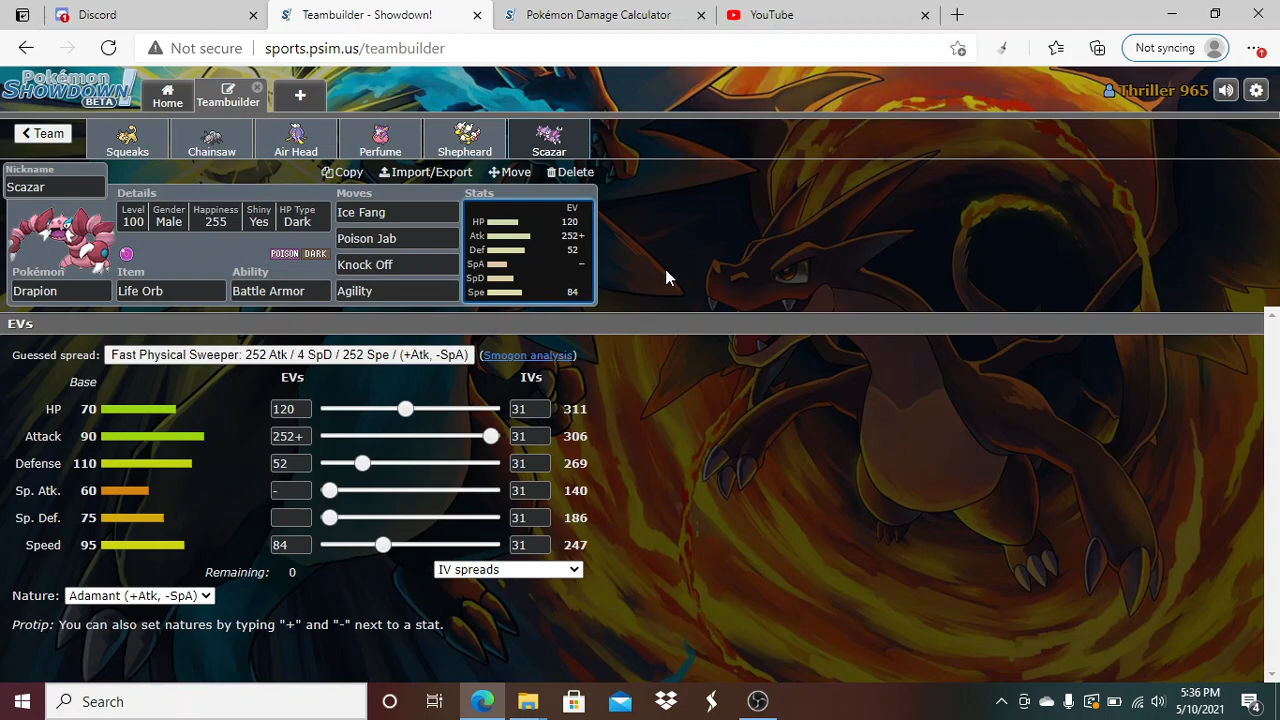 Discord
Teambuilder - Showdown!
Pokémon Damage Calculator
YouTube
Not secure
sports.psim.us/teambuilder
Not syncing
Pokémon
SHOWDOWN
BETA
Home
Teambuilder
Thriller 965
Team
Squeaks
Chainsaw
Air Head
Perfume
Shepheard
Scazar
Nickname
Scazar
Copy
Import/Export
Move
Delete
Details
Level Gender Happiness Shiny HP Type
100 Male 255 Yes Dark
POISON DARK
Pokémon
Drapion
Item
Life Orb
Ability
Battle Armor
Moves
Ice Fang
Poison Jab
Knock Off
Agility
Stats
EV
HP 120
Atk 252+
Def 52
SpA −
SpD
Spe 84
EVs
Guessed spread: Fast Physical Sweeper: 252 Atk / 4 SpD / 252 Spe / (+Atk, -SpA) (Smogon analysis)
Base EVs IVs
HP 70 120 31 311
Attack 90 252+ 31 306
Defense 110 52 31 269
Sp. Atk. 60 - 31 140
Sp. Def. 75 31 186
Speed 95 84 31 247
Remaining: 0
IV spreads
Nature: Adamant (+Atk, -SpA)
Protip: You can also set natures by typing "+" and "-" next to a stat.
Search
5:36 PM
5/10/2021
4